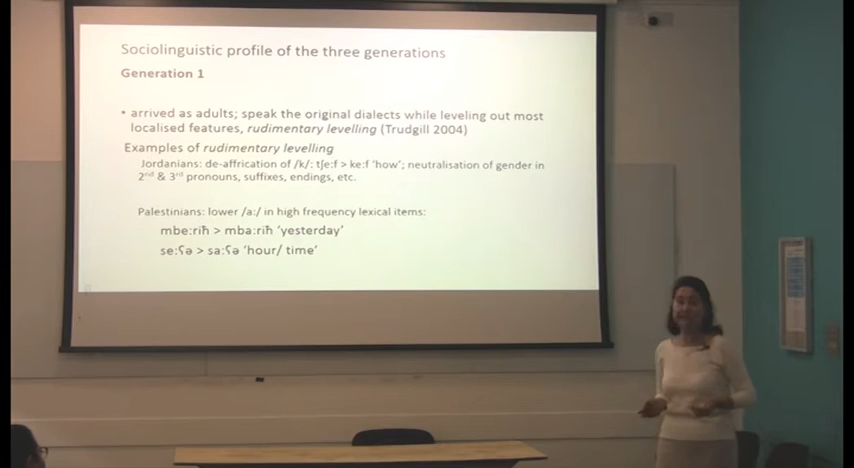 Sociolinguistic profile of the three generations
Generation 1
• arrived as adults; speak the original dialects while leveling out most
localised features, rudimentary levelling (Trudgill 2004)
Examples of rudimentary levelling
Jordanians: de-affrication of /k/: tʃe:f > ke:f 'how'; neutralisation of gender in
2nd & 3rd pronouns, suffixes, endings, etc.
Palestinians: lower /a:/ in high frequency lexical items:
mbe:riħ > mba:riħ 'yesterday'
se:ʕə > sa:ʕə 'hour/ time'